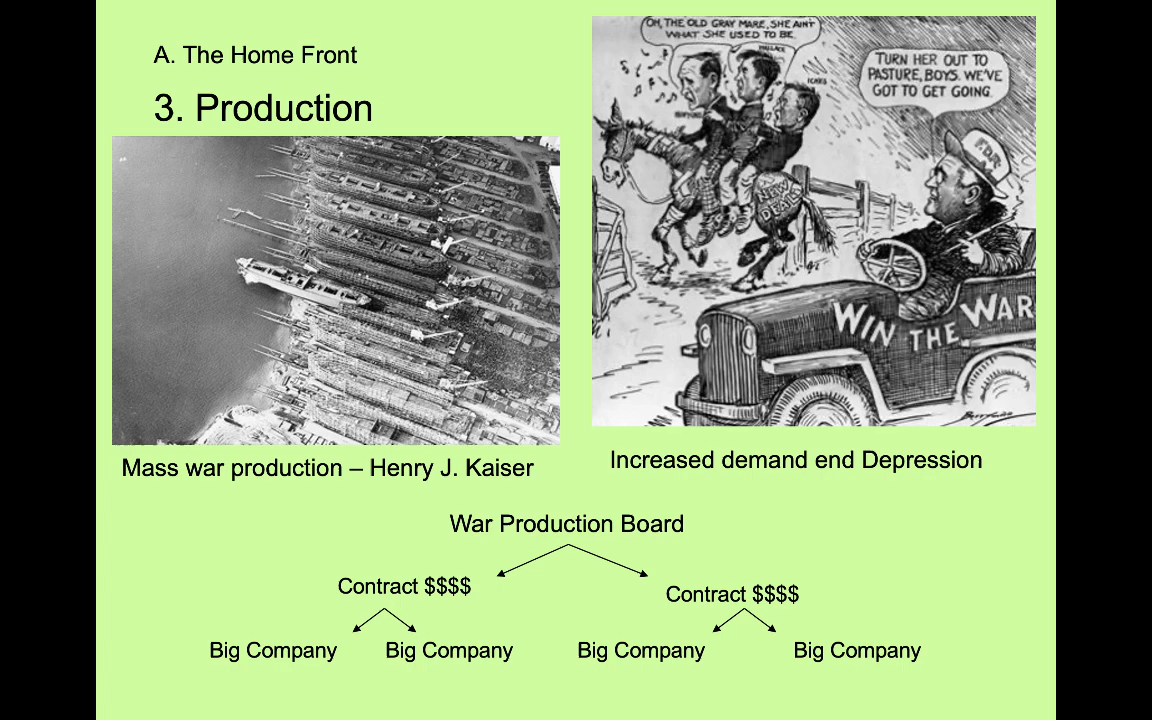 A. The Home Front
3. Production
OH, THE OLD GRAY MARE, SHE AIN'T
WHAT SHE USED TO BE
WALLACE
ICKES
TURN HER OUT TO
PASTURE, BOYS. WE'VE
GOT TO GET GOING.
F.D.R.
NEW
DEAL
WIN THE WAR
Mass war production – Henry J. Kaiser
Increased demand end Depression
War Production Board
Contract $$$$
Contract $$$$
Big Company
Big Company
Big Company
Big Company